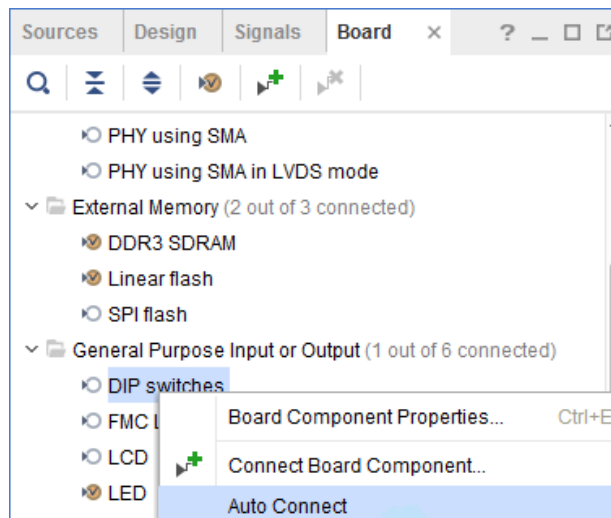 Sources Design Signals Board × ? _
PHY using SMA
PHY using SMA in LVDS mode
External Memory (2 out of 3 connected)
DDR3 SDRAM
Linear flash
SPI flash
General Purpose Input or Output (1 out of 6 connected)
DIP switches
Board Component Properties... Ctrl+E
FMC L
LCD
Connect Board Component...
LED
Auto Connect